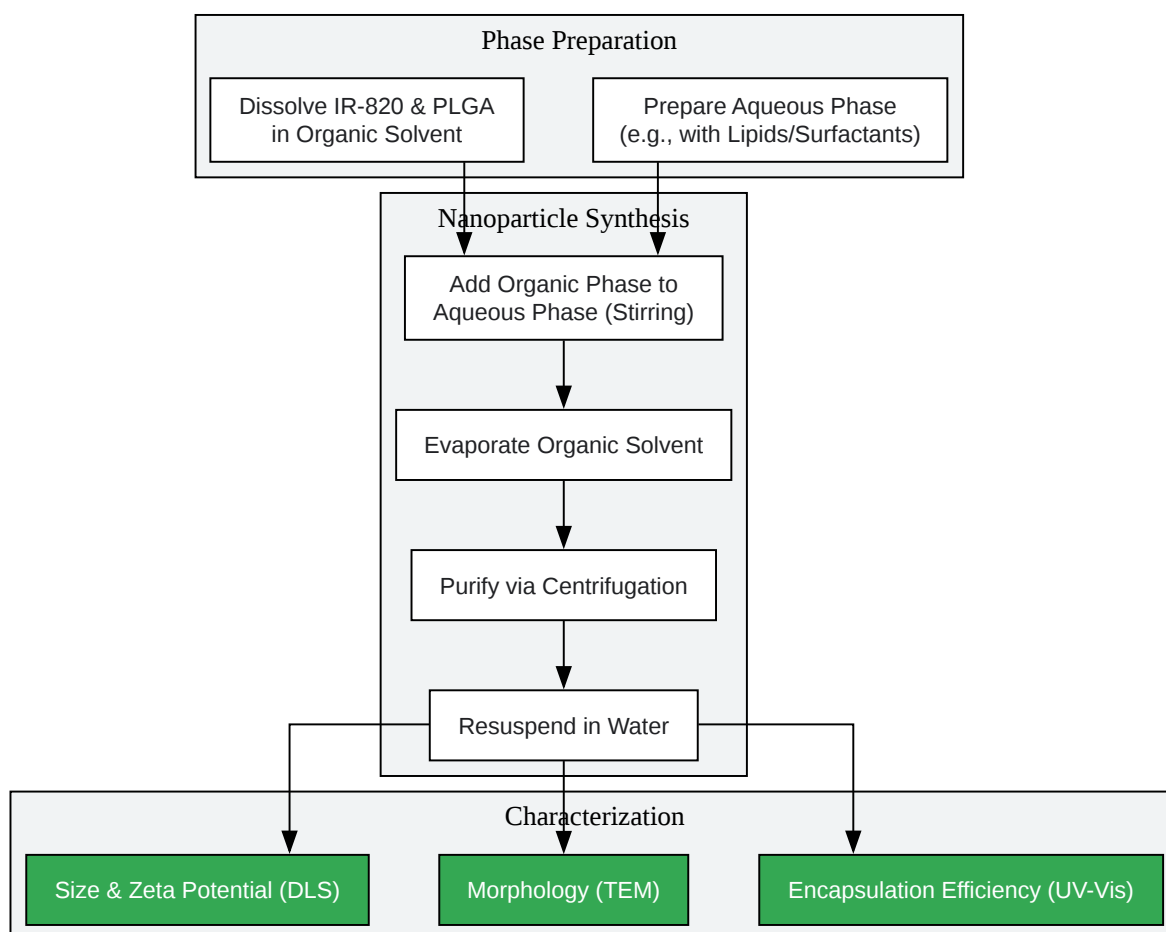 Phase Preparation
Dissolve IR-820 & PLGA
in Organic Solvent
Prepare Aqueous Phase
(e.g., with Lipids/Surfactants)
Nanoparticle Synthesis
Add Organic Phase to
Aqueous Phase (Stirring)
Evaporate Organic Solvent
Purify via Centrifugation
Resuspend in Water
Characterization
Size & Zeta Potential (DLS)
Morphology (TEM)
Encapsulation Efficiency (UV-Vis)